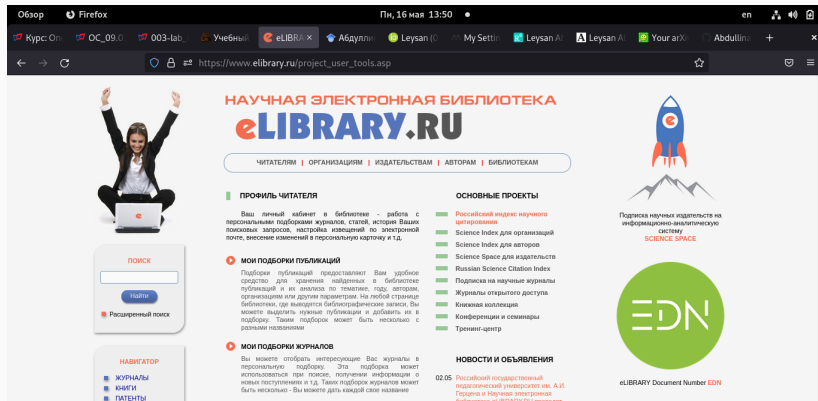 Обзор Firefox Пн, 16 мая 13:50 en
Курс: Оп ОС_09.0 003-lab_ Учебный eLIBRA Абдулли Leysan (0 My Settin Leysan Al Leysan Al Your arXi Abdullina
https://www.elibrary.ru/project_user_tools.asp
НАУЧНАЯ ЭЛЕКТРОННАЯ БИБЛИОТЕКА
eLIBRARY.RU
ЧИТАТЕЛЯМ | ОРГАНИЗАЦИЯМ | ИЗДАТЕЛЬСТВАМ | АВТОРАМ | БИБЛИОТЕКАМ
ПОИСК
Найти
Расширенный поиск
НАВИГАТОР
ЖУРНАЛЫ
КНИГИ
ПАТЕНТЫ
ПРОФИЛЬ ЧИТАТЕЛЯ
Ваш личный кабинет в библиотеке - работа с
персональными подборками журналов, статей, история Ваших
поисковых запросов, настройка извещений по электронной
почте, внесение изменений в персональную карточку и т.д.
МОИ ПОДБОРКИ ПУБЛИКАЦИЙ
Подборки публикаций предоставляют Вам удобное
средство для хранения найденных в библиотеке
публикаций и их анализа по тематике, году, авторам,
организациям или другим параметрам. На любой странице
библиотеки, где выводятся библиографические записи, Вы
можете выделить нужные публикации и добавить их в
подборку. Таким подборок может быть несколько с
разными названиями
МОИ ПОДБОРКИ ЖУРНАЛОВ
Вы можете отобрать интересующие Вас журналы в
персональную подборку. Эта подборка может
использоваться при поиске, получении информации о
новых поступлениях и т.д. Таких подборок журналов может
быть несколько - Вы можете дать каждой свое название
ОСНОВНЫЕ ПРОЕКТЫ
Российский индекс научного
цитирования
Science Index для организаций
Science Index для авторов
Science Space для издательств
Russian Science Citation Index
Подписка на научные журналы
Журналы открытого доступа
Книжная коллекция
Конференции и семинары
Тренинг-центр
НОВОСТИ И ОБЪЯВЛЕНИЯ
02.05 Российский государственный
педагогический университет им. А.И.
Герцена и Научная электронная
Подписка научных издательств на
информационно-аналитическую
систему
SCIENCE SPACE
EDN
eLIBRARY Document Number EDN